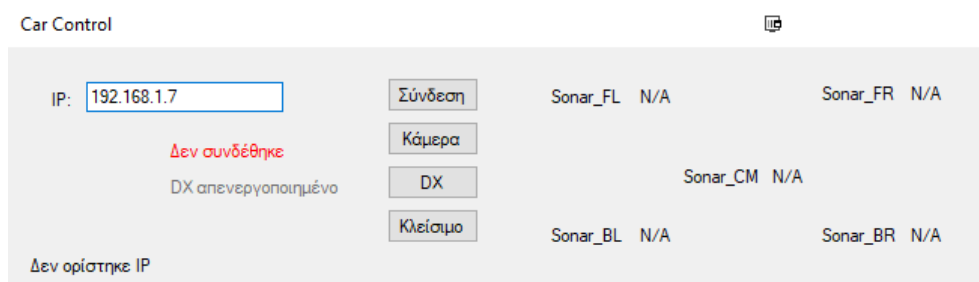 Car Control
IP: 192.168.1.7 Σύνδεση Sonar_FL N/A Sonar_FR N/A
Κάμερα
Δεν συνδέθηκε
Sonar_CM N/A
DX απενεργοποιημένο DX
Κλείσιμο
Sonar_BL N/A Sonar_BR N/A
Δεν ορίστηκε IP